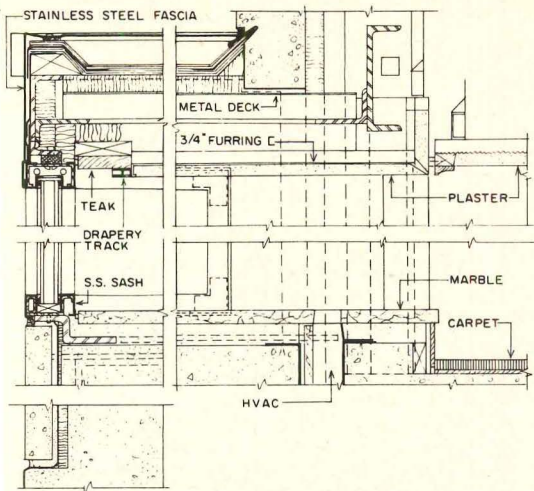 STAINLESS STEEL FASCIA
METAL DECK
3/4" FURRING [
TEAK
PLASTER
DRAPERY
TRACK
S.S. SASH
MARBLE
CARPET
HVAC